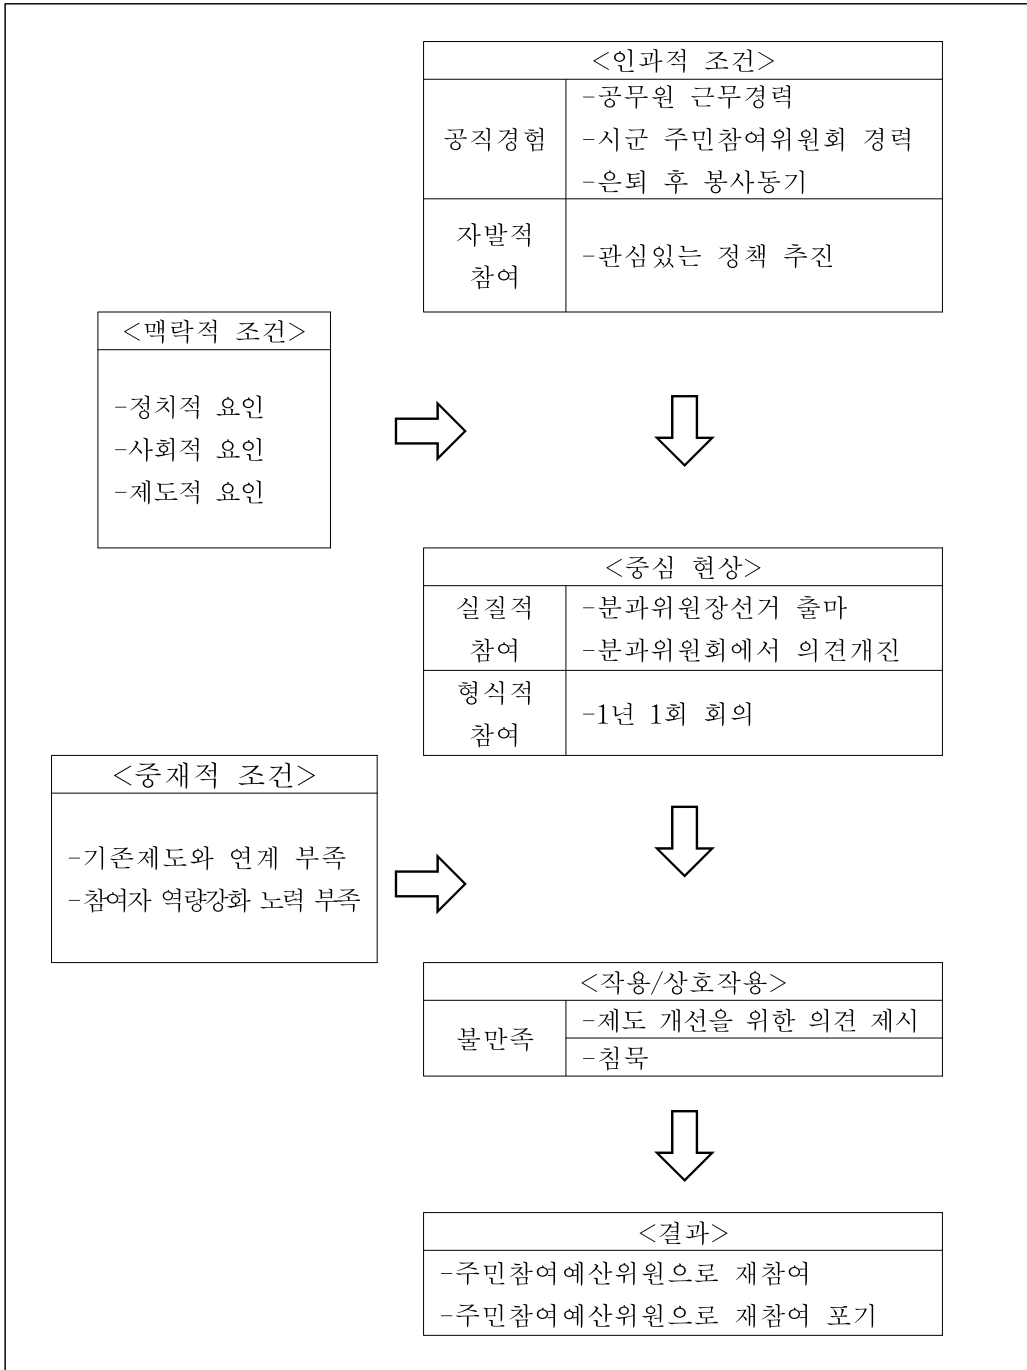 <인과적 조건>
공직경험
-공무원 근무경력
-시군 주민참여위원회 경력
-은퇴 후 봉사동기
자발적
참여
-관심있는 정책 추진
<맥락적 조건>
-정치적 요인
-사회적 요인
-제도적 요인
<중심 현상>
실질적
참여
-분과위원장선거 출마
-분과위원회에서 의견개진
형식적
참여
-1년 1회 회의
<중재적 조건>
-기존제도와 연계 부족
-참여자 역량강화 노력 부족
<작용/상호작용>
불만족
-제도 개선을 위한 의견 제시
-침묵
<결과>
-주민참여예산위원으로 재참여
-주민참여예산위원으로 재참여 포기